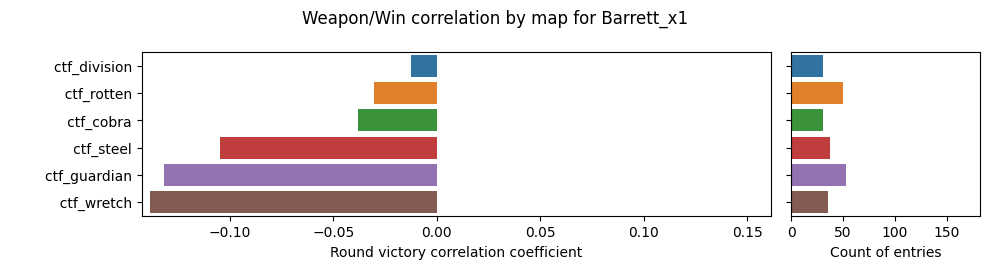 Weapon/Win correlation by map for Barrett_x1
ctf_division
ctf_rotten
ctf_cobra
ctf_steel
ctf_guardian
ctf_wretch
−0.10 −0.05 0.00 0.05 0.10 0.15
0 50 100 150
Round victory correlation coefficient
Count of entries